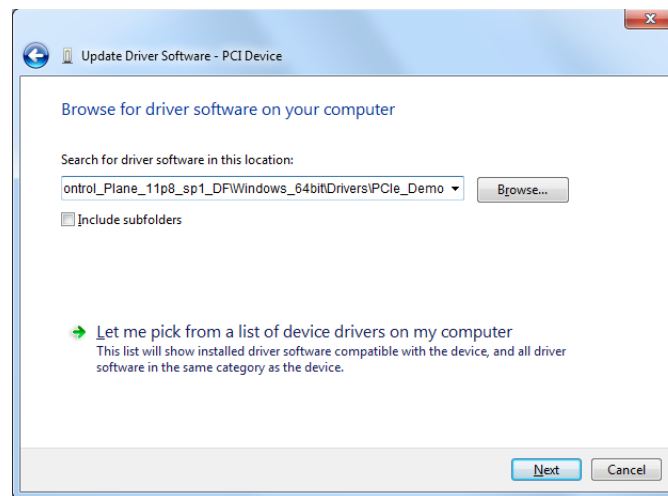 Update Driver Software - PCI Device
Browse for driver software on your computer
Search for driver software in this location:
ontrol_Plane_11p8_sp1_DF\Windows_64bit\Drivers\PCIe_Demo
Browse...
Include subfolders
Let me pick from a list of device drivers on my computer
This list will show installed driver software compatible with the device, and all driver
software in the same category as the device.
Next
Cancel